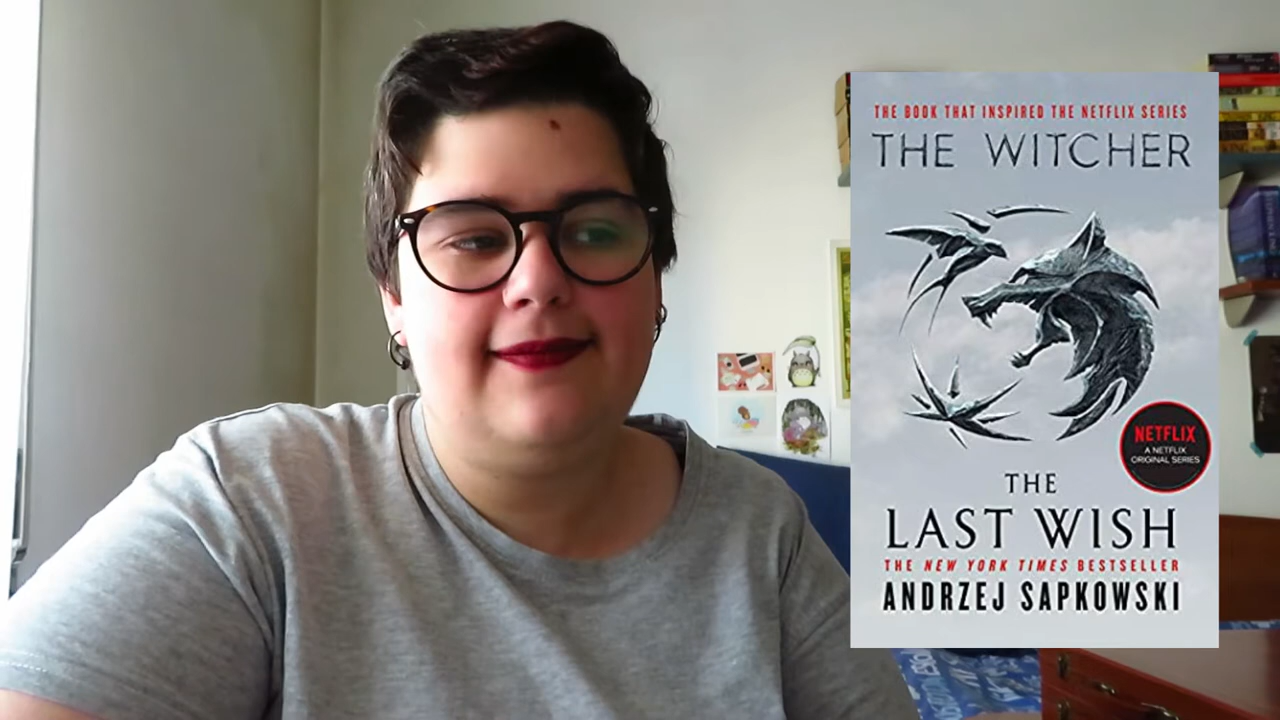 THE BOOK THAT INSPIRED THE NETFLIX SERIES
THE WITCHER
NETFLIX
A NETFLIX
ORIGINAL SERIES
THE
LAST WISH
THE NEW YORK TIMES BESTSELLER
ANDRZEJ SAPKOWSKI